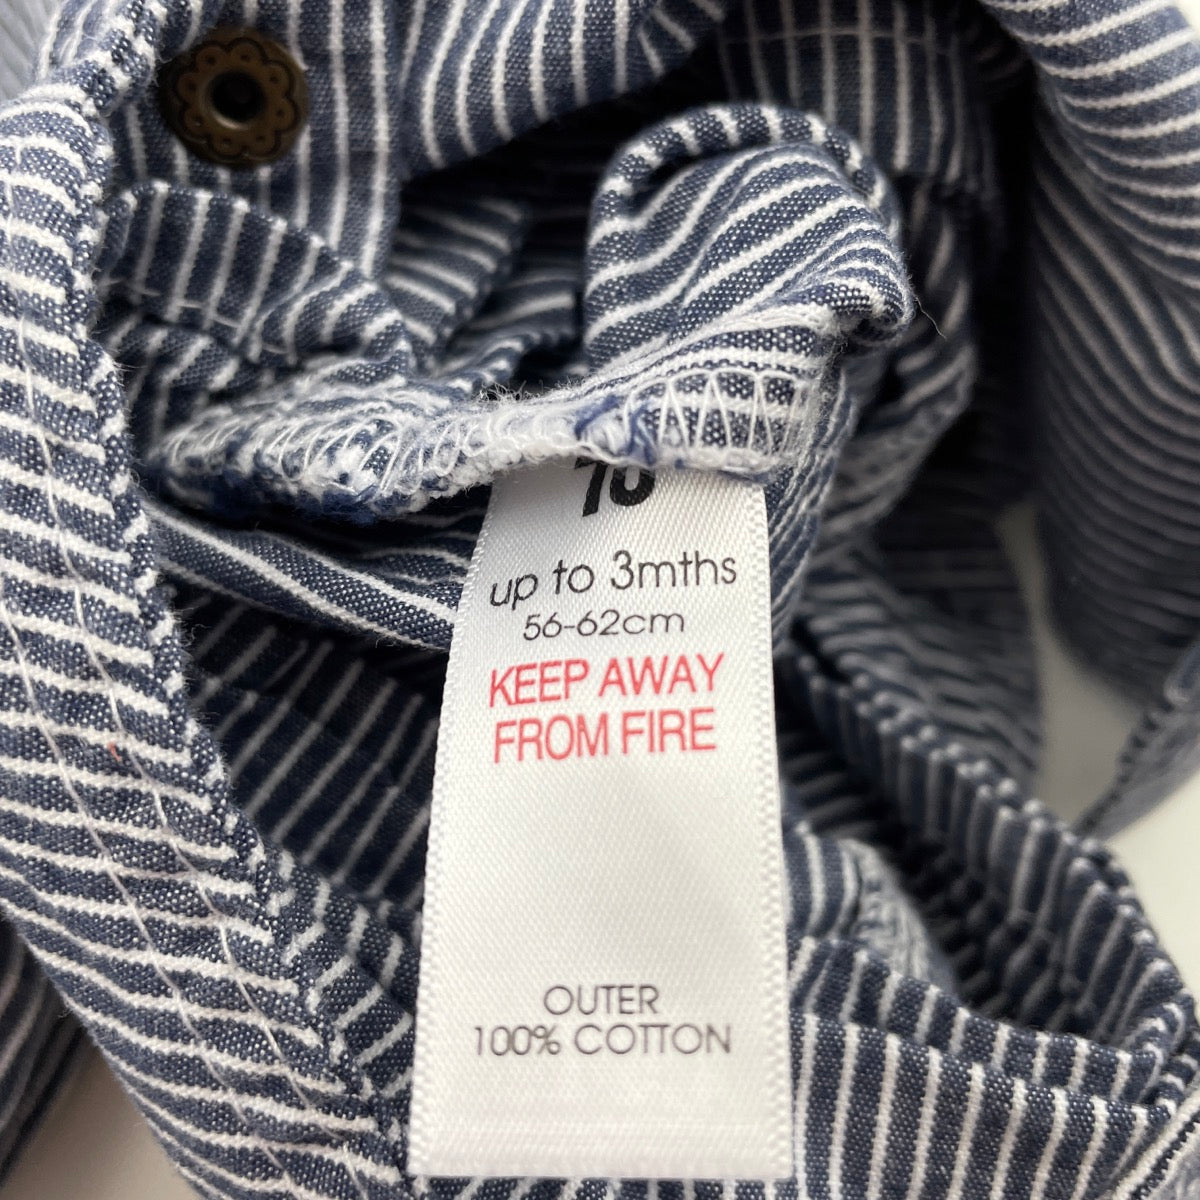 up to 3mths
56-62cm
KEEP AWAY
FROM FIRE
OUTER
100% COTTON